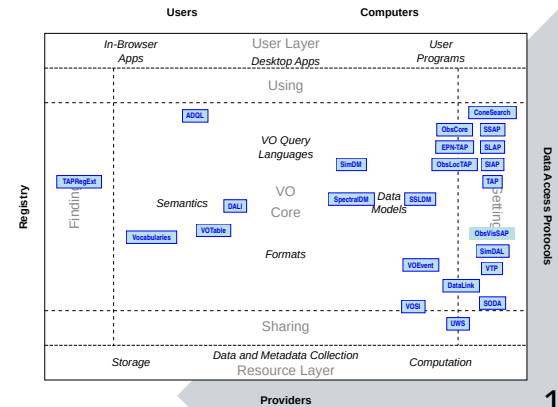 Users
Computers
In-Browser
Apps
User Layer
Desktop Apps
User
Programs
Using
ADQL
ConeSearch
ObsCore
SSAP
VO Query
Languages
EPN-TAP
SLAP
SimDM
ObsLocTAP
SIAP
TAPRegExt
TAP
Registry
Finding
Semantics
DALI
VO
Core
SpectralDM
Data
Models
SSLDM
Getting
Data Access Protocols
Vocabularies
VOTable
ObsVisSAP
Formats
SimDAL
VOEvent
VTP
DataLink
VOSI
SODA
Sharing
UWS
Storage
Data and Metadata Collection
Resource Layer
Computation
Providers
1